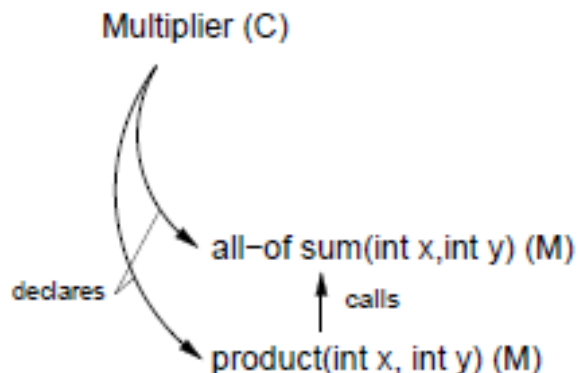 Multiplier (C)
all-of sum(int x,int y) (M)
declares
calls
product(int x, int y) (M)